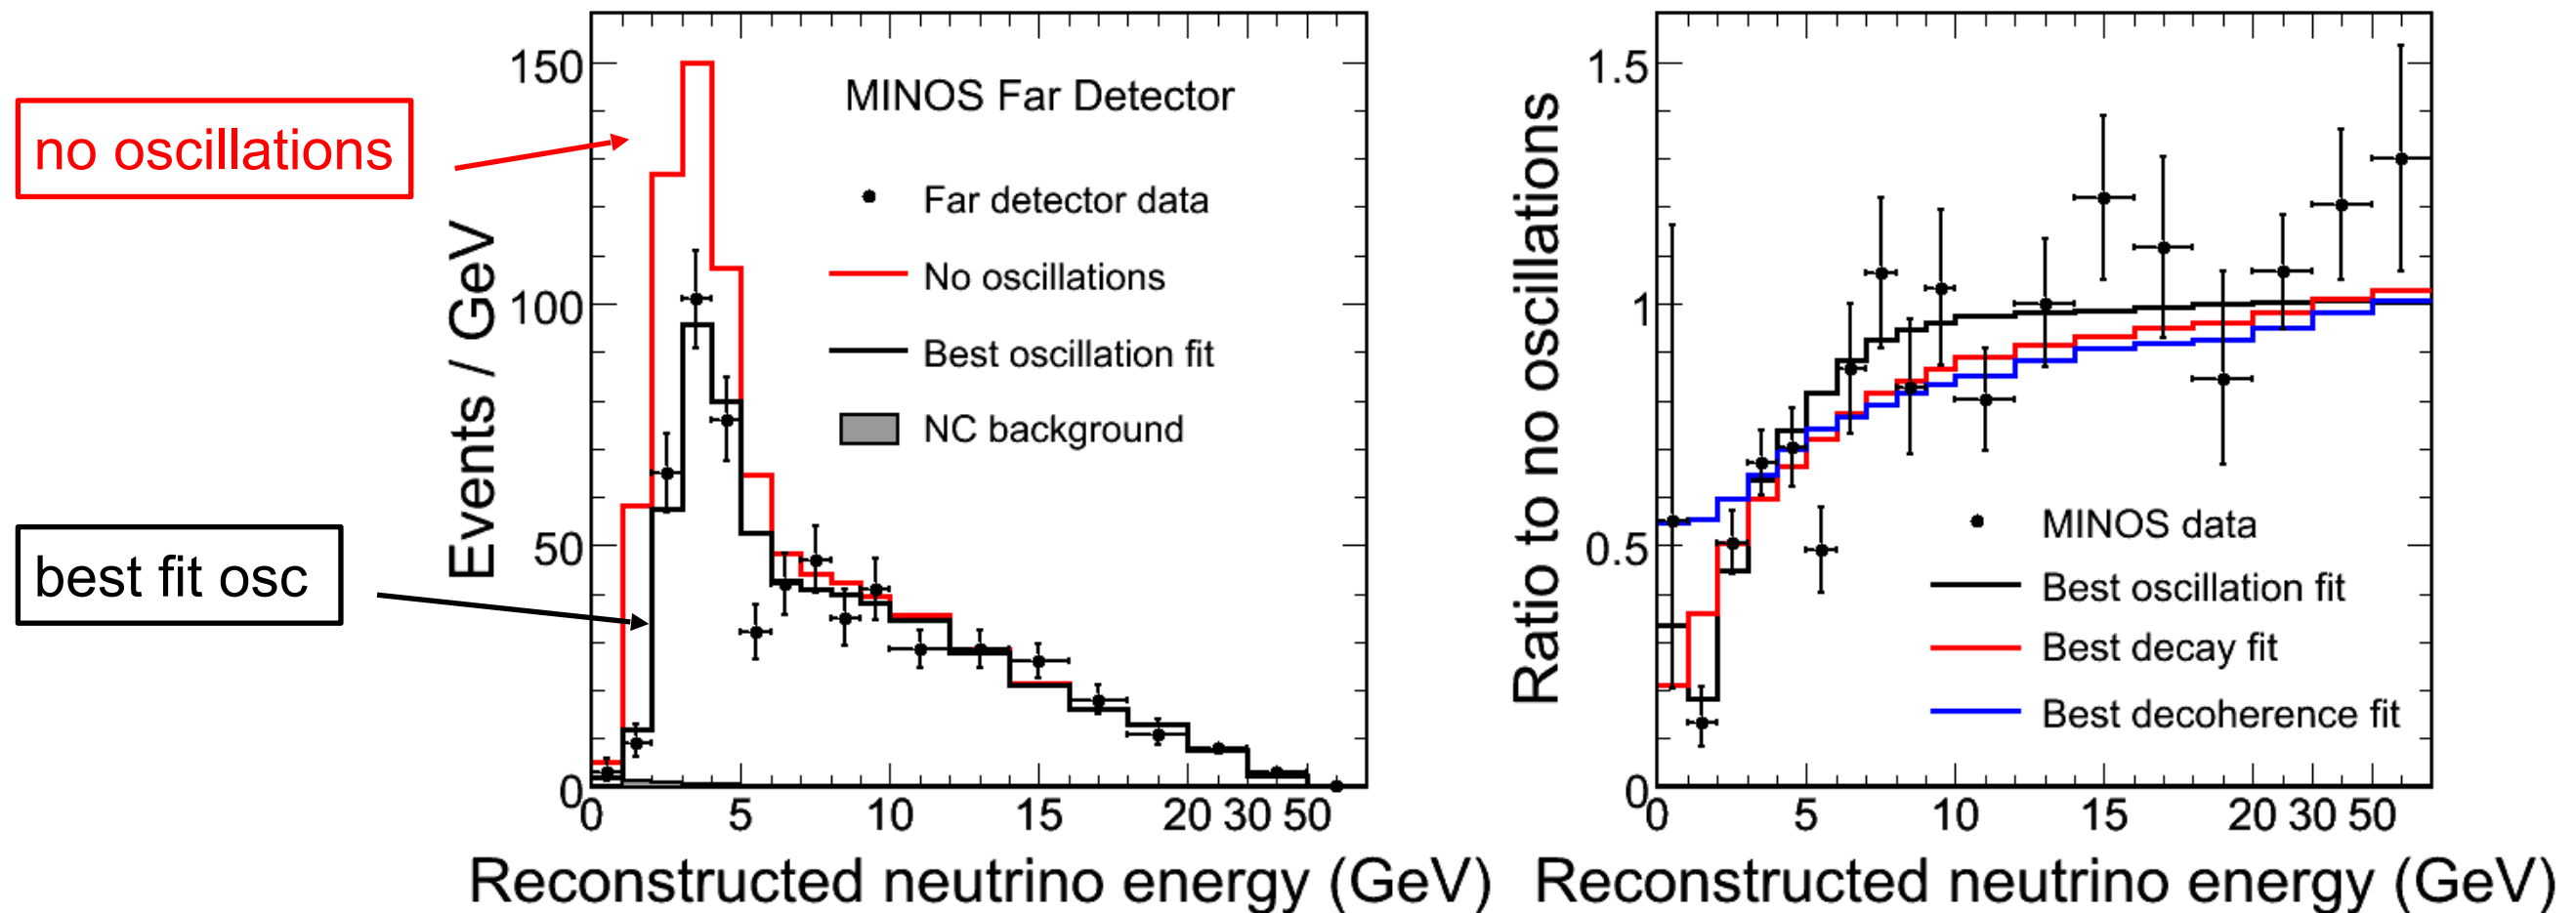 no oscillations
best fit osc
Events / GeV
150
100
50
0
MINOS Far Detector
Far detector data
No oscillations
Best oscillation fit
NC background
0 5 10 15 20 30 50
Reconstructed neutrino energy (GeV)
Ratio to no oscillations
1.5
1
0.5
0
MINOS data
Best oscillation fit
Best decay fit
Best decoherence fit
0 5 10 15 20 30 50
Reconstructed neutrino energy (GeV)